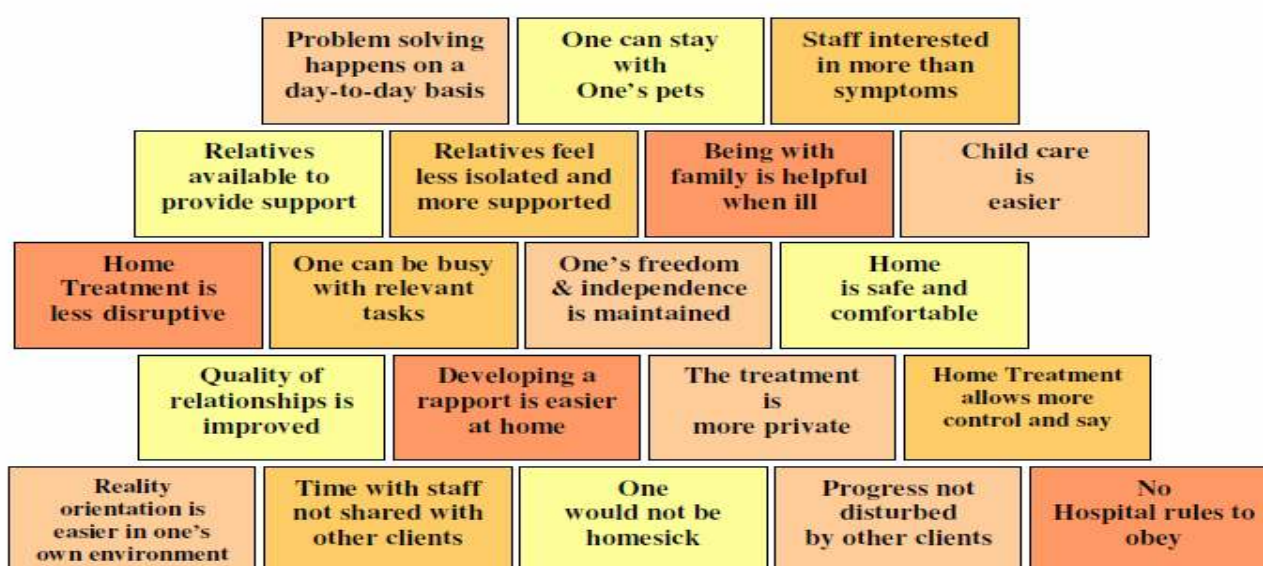 Problem solving
happens on a
day-to-day basis
One can stay
with
One's pets
Staff interested
in more than
symptoms
Relatives
available to
provide support
Relatives feel
less isolated and
more supported
Being with
family is helpful
when ill
Child care
is
easier
Home
Treatment is
less disruptive
One can be busy
with relevant
tasks
One's freedom
& independence
is maintained
Home
is safe and
comfortable
Quality of
relationships is
improved
Developing a
rapport is easier
at home
The treatment
is
more private
Home Treatment
allows more
control and say
Reality
orientation is
easier in one's
own environment
Time with staff
not shared with
other clients
One
would not be
homesick
Progress not
disturbed
by other clients
No
Hospital rules to
obey